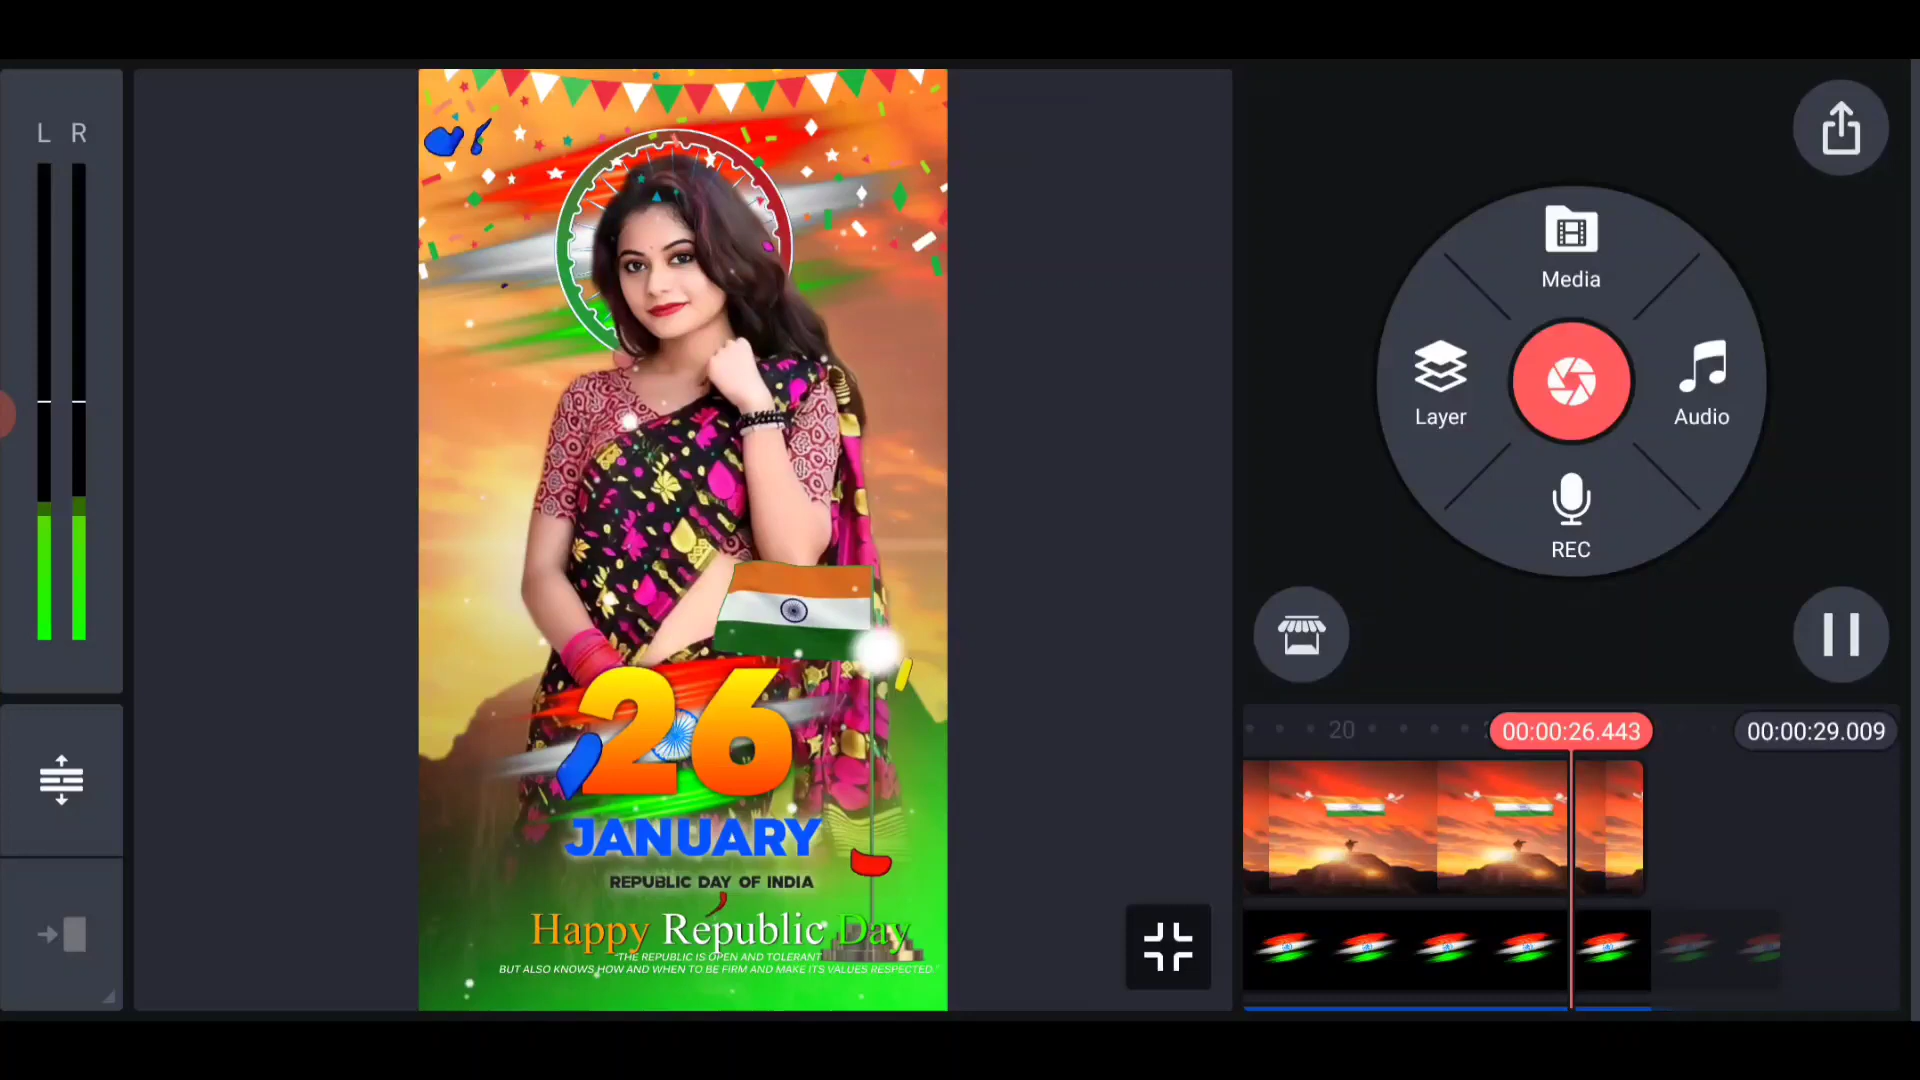 L R
Media
Layer
Audio
REC
20
00:00:26.443
00:00:29.009
26
JANUARY
REPUBLIC DAY OF INDIA
Happy Republic Day
"THE REPUBLIC IS OPEN AND TOLERANT
BUT ALSO KNOWS HOW AND WHEN TO BE FIRM AND MAKE ITS VALUES RESPECTED."